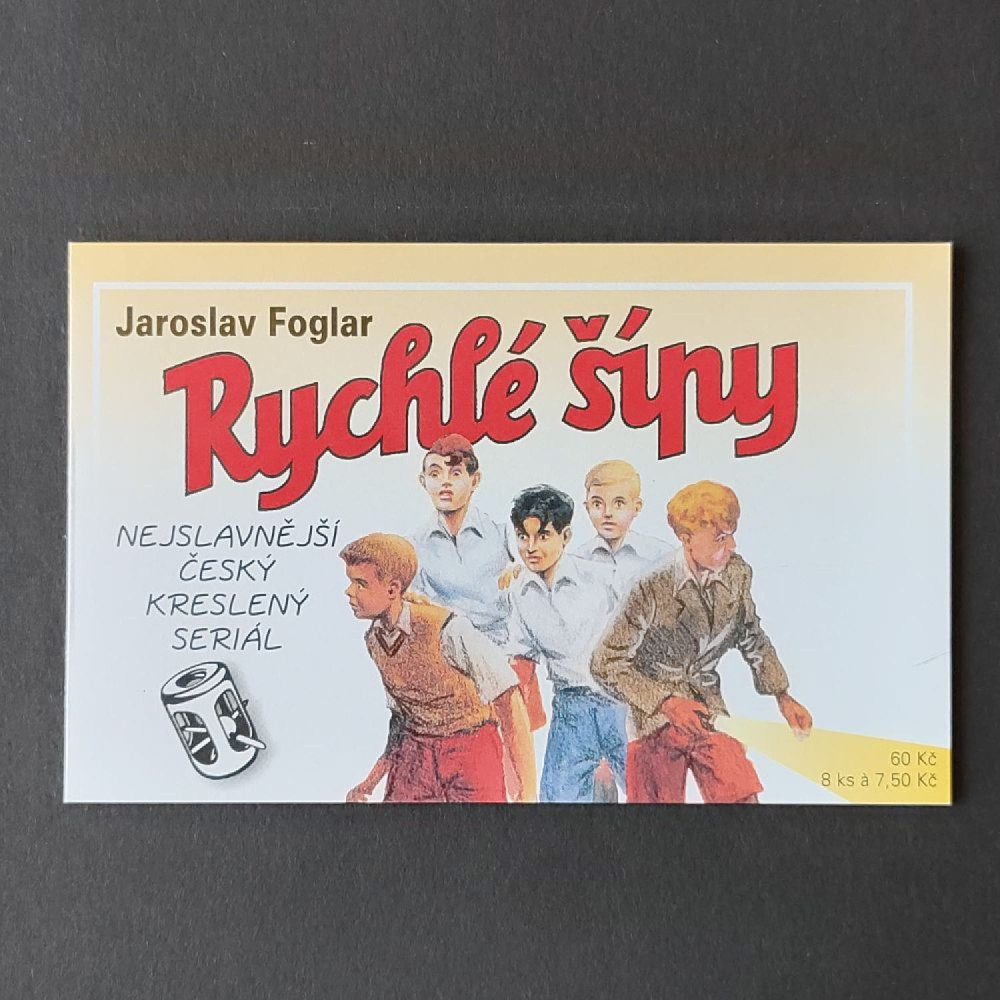 Jaroslav Foglar
Rychlé šípy
NEJSLAVNĚJŠÍ
ČESKÝ
KRESLENÝ
SERIÁL
60 Kč
8 ks à 7,50 Kč